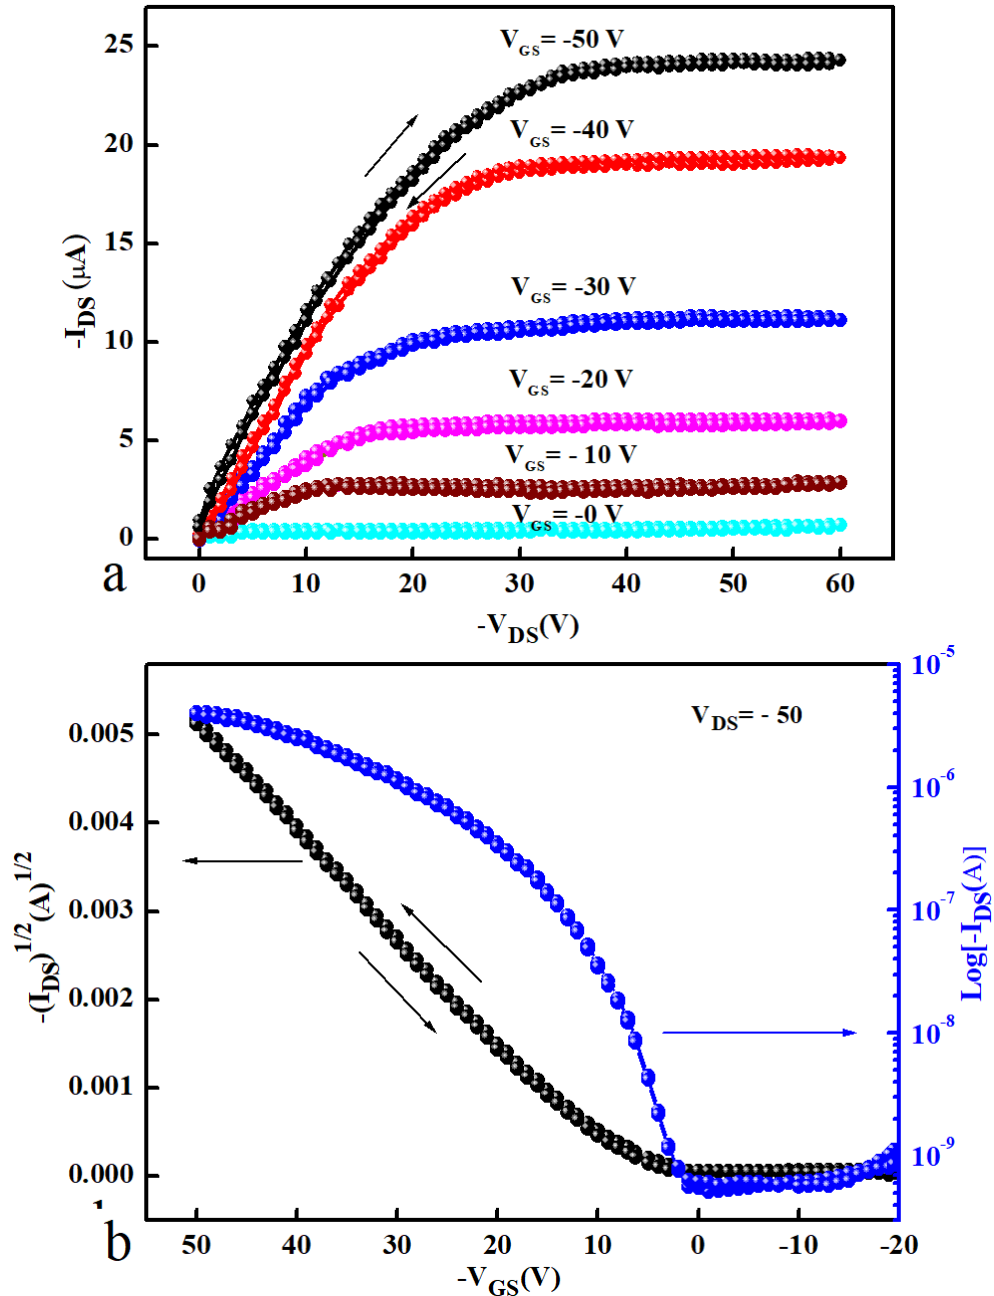 V_GS= -50 V
V_GS= -40 V
V_GS= -30 V
V_GS= -20 V
V_GS= - 10 V
V_GS= -0 V
-I_DS (μA)
25
20
15
10
5
0
0 10 20 30 40 50 60
-V_DS(V)
a
V_DS= - 50
-(I_DS)^1/2 (A)^1/2
0.005
0.004
0.003
0.002
0.001
0.000
10^-5
10^-6
10^-7
10^-8
10^-9
Log[-I_DS(A)]
50 40 30 20 10 0 -10 -20
-V_GS(V)
b